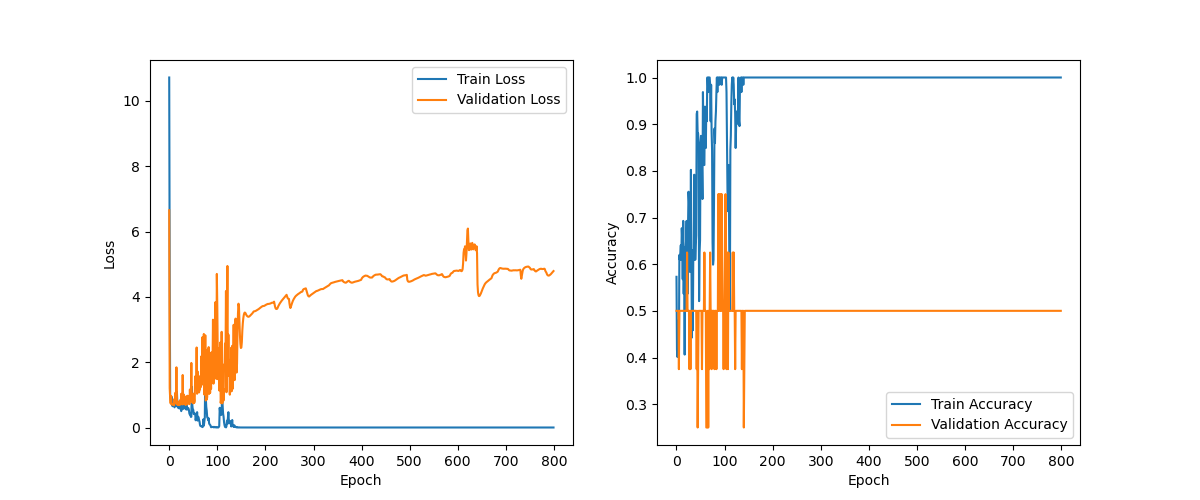 Train Loss
Validation Loss
10
8
6
4
2
0
Loss
0 100 200 300 400 500 600 700 800
Epoch
1.0
0.9
0.8
0.7
0.6
0.5
0.4
0.3
Accuracy
Train Accuracy
Validation Accuracy
0 100 200 300 400 500 600 700 800
Epoch